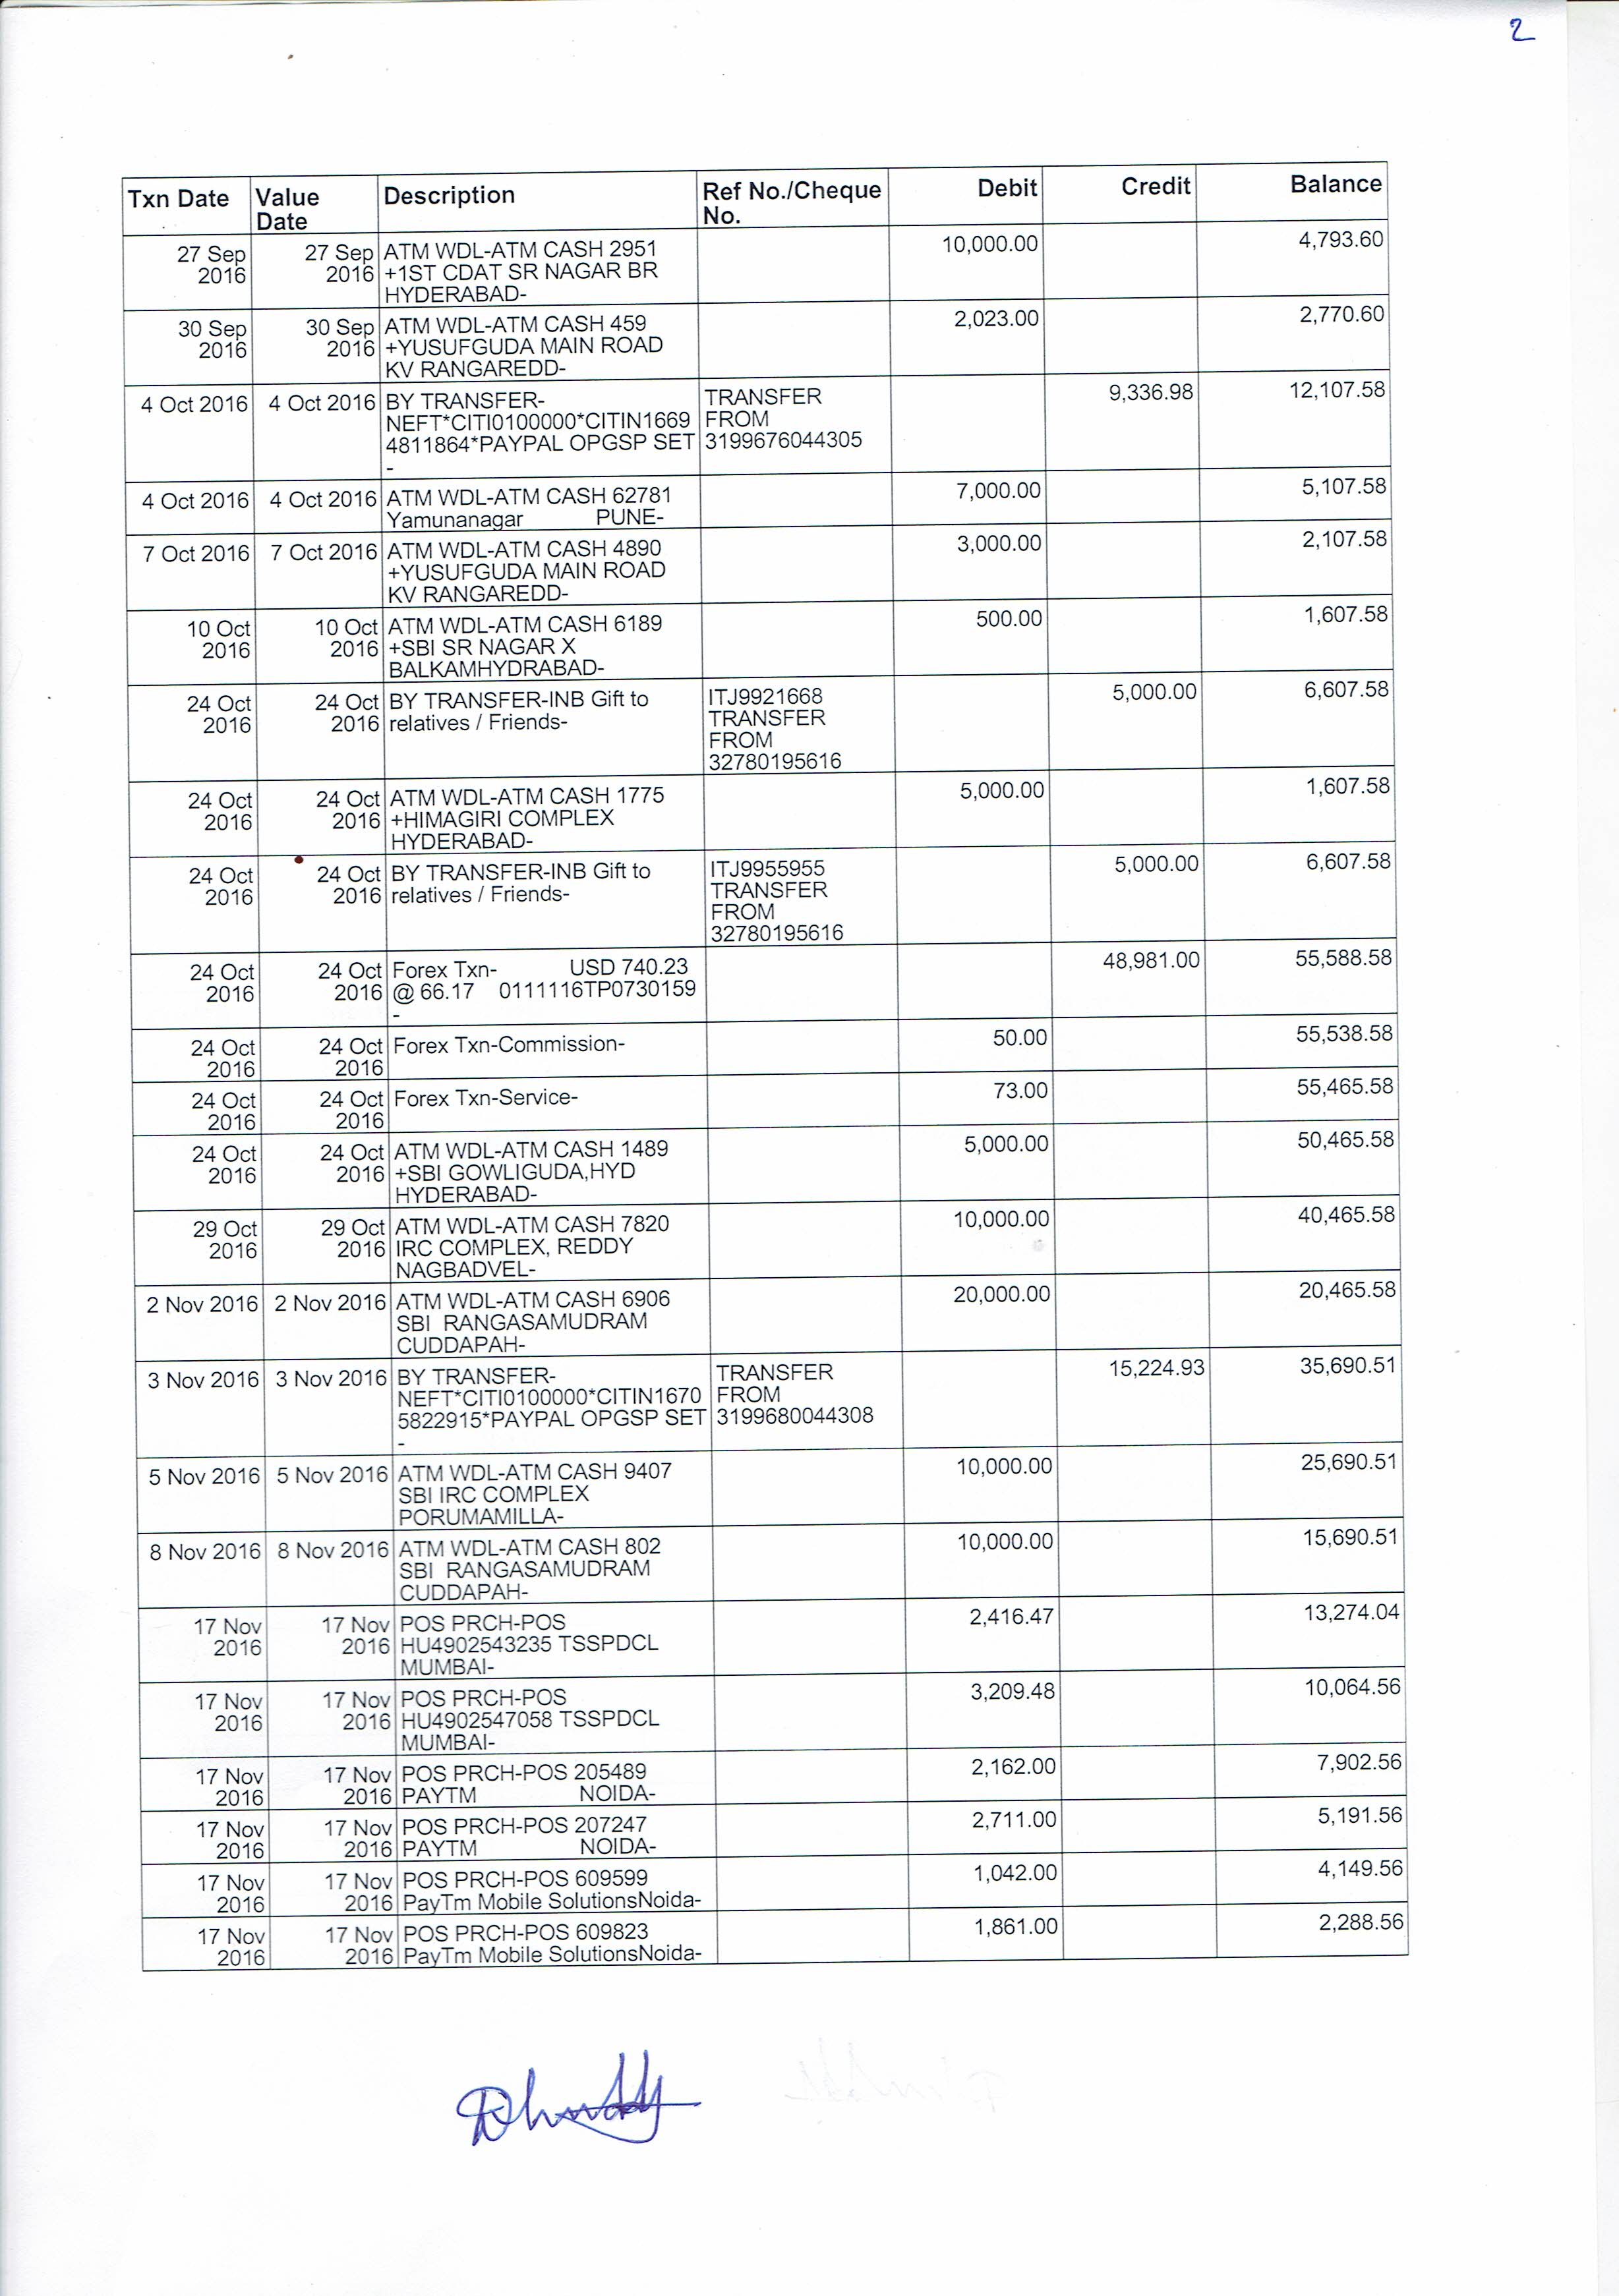 2
Txn Date Value Date Description Ref No./Cheque No. Debit Credit Balance
27 Sep 2016 27 Sep 2016 ATM WDL-ATM CASH 2951 +1ST CDAT SR NAGAR BR HYDERABAD- 10,000.00 4,793.60
30 Sep 2016 30 Sep 2016 ATM WDL-ATM CASH 459 +YUSUFGUDA MAIN ROAD KV RANGAREDD- 2,023.00 2,770.60
4 Oct 2016 4 Oct 2016 BY TRANSFER- NEFT*CITI0100000*CITIN1669 4811864*PAYPAL OPGSP SET - TRANSFER FROM 3199676044305 9,336.98 12,107.58
4 Oct 2016 4 Oct 2016 ATM WDL-ATM CASH 62781 Yamunanagar PUNE- 7,000.00 5,107.58
7 Oct 2016 7 Oct 2016 ATM WDL-ATM CASH 4890 +YUSUFGUDA MAIN ROAD KV RANGAREDD- 3,000.00 2,107.58
10 Oct 2016 10 Oct 2016 ATM WDL-ATM CASH 6189 +SBI SR NAGAR X BALKAMHYDRABAD- 500.00 1,607.58
24 Oct 2016 24 Oct 2016 BY TRANSFER-INB Gift to relatives / Friends- ITJ9921668 TRANSFER FROM 32780195616 5,000.00 6,607.58
24 Oct 2016 24 Oct 2016 ATM WDL-ATM CASH 1775 +HIMAGIRI COMPLEX HYDERABAD- 5,000.00 1,607.58
24 Oct 2016 24 Oct 2016 BY TRANSFER-INB Gift to relatives / Friends- ITJ9955955 TRANSFER FROM 32780195616 5,000.00 6,607.58
24 Oct 2016 24 Oct 2016 Forex Txn- USD 740.23 @ 66.17 0111116TP0730159 - 48,981.00 55,588.58
24 Oct 2016 24 Oct 2016 Forex Txn-Commission- 50.00 55,538.58
24 Oct 2016 24 Oct 2016 Forex Txn-Service- 73.00 55,465.58
24 Oct 2016 24 Oct 2016 ATM WDL-ATM CASH 1489 +SBI GOWLIGUDA,HYD HYDERABAD- 5,000.00 50,465.58
29 Oct 2016 29 Oct 2016 ATM WDL-ATM CASH 7820 IRC COMPLEX, REDDY NAGBADVEL- 10,000.00 40,465.58
2 Nov 2016 2 Nov 2016 ATM WDL-ATM CASH 6906 SBI RANGASAMUDRAM CUDDAPAH- 20,000.00 20,465.58
3 Nov 2016 3 Nov 2016 BY TRANSFER- NEFT*CITI0100000*CITIN1670 5822915*PAYPAL OPGSP SET - TRANSFER FROM 3199680044308 15,224.93 35,690.51
5 Nov 2016 5 Nov 2016 ATM WDL-ATM CASH 9407 SBI IRC COMPLEX PORUMAMILLA- 10,000.00 25,690.51
8 Nov 2016 8 Nov 2016 ATM WDL-ATM CASH 802 SBI RANGASAMUDRAM CUDDAPAH- 10,000.00 15,690.51
17 Nov 2016 17 Nov 2016 POS PRCH-POS HU4902543235 TSSPDCL MUMBAI- 2,416.47 13,274.04
17 Nov 2016 17 Nov 2016 POS PRCH-POS HU4902547058 TSSPDCL MUMBAI- 3,209.48 10,064.56
17 Nov 2016 17 Nov 2016 POS PRCH-POS 205489 PAYTM NOIDA- 2,162.00 7,902.56
17 Nov 2016 17 Nov 2016 POS PRCH-POS 207247 PAYTM NOIDA- 2,711.00 5,191.56
17 Nov 2016 17 Nov 2016 POS PRCH-POS 609599 PayTm Mobile SolutionsNoida- 1,042.00 4,149.56
17 Nov 2016 17 Nov 2016 POS PRCH-POS 609823 PayTm Mobile SolutionsNoida- 1,861.00 2,288.56